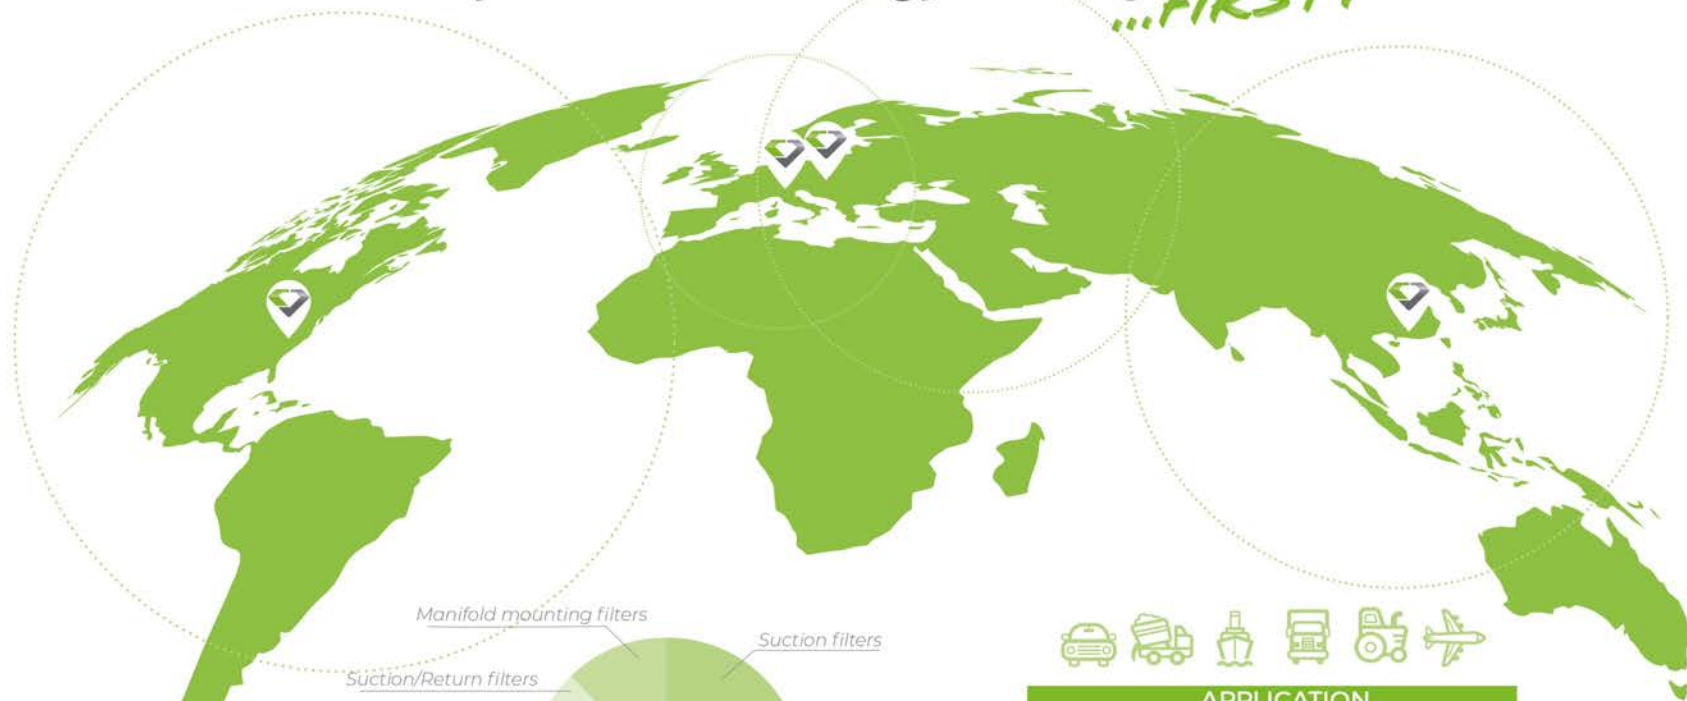 ...FIRST!
Manifold mounting filters
Suction filters
Suction/Return filters
APPLICATION